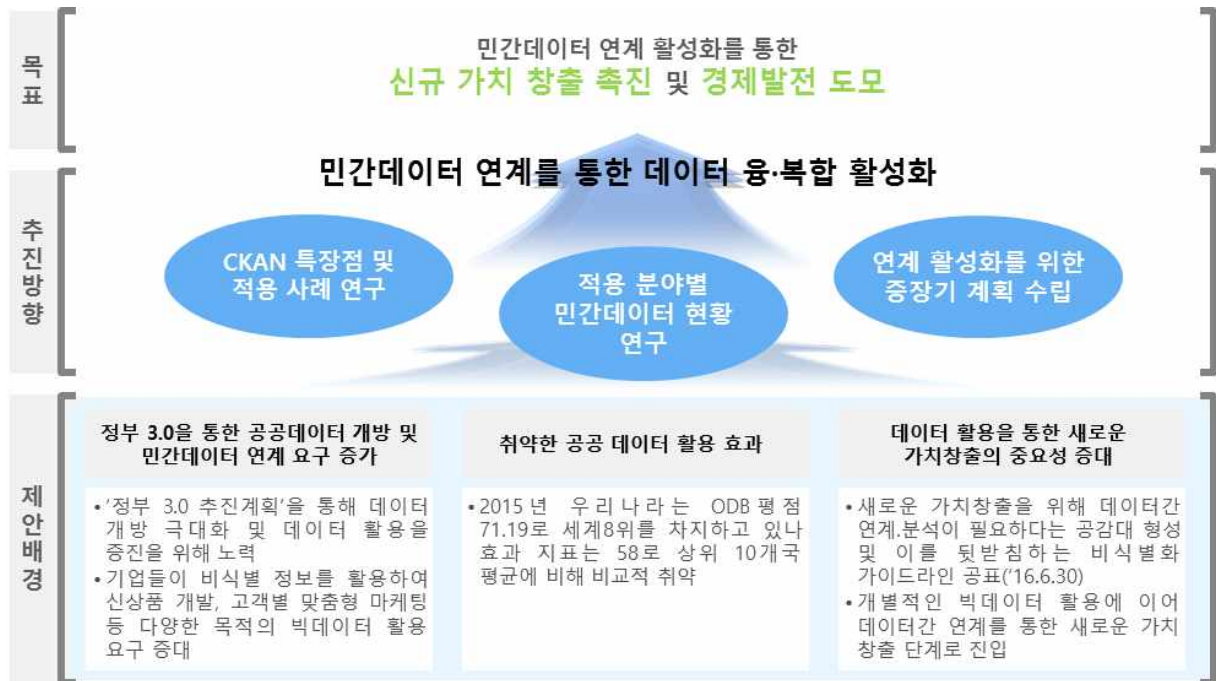 목표
민간데이터 연계 활성화를 통한
신규 가치 창출 촉진 및 경제발전 도모
추진방향
민간데이터 연계를 통한 데이터 융·복합 활성화
CKAN 특장점 및
적용 사례 연구
적용 분야별
민간데이터 현황
연구
연계 활성화를 위한
중장기 계획 수립
제안배경
정부 3.0을 통한 공공데이터 개방 및
민간데이터 연계 요구 증가
•'정부 3.0 추진계획'을 통해 데이터
개방 극대화 및 데이터 활용을
증진을 위해 노력
•기업들이 비식별 정보를 활용하여
신상품 개발, 고객별 맞춤형 마케팅
등 다양한 목적의 빅데이터 활용
요구 증대
취약한 공공 데이터 활용 효과
•2015년 우리나라는 ODB 평점
71.19로 세계8위를 차지하고 있나
효과 지표는 58로 상위 10개국
평균에 비해 비교적 취약
데이터 활용을 통한 새로운
가치창출의 중요성 증대
•새로운 가치창출을 위해 데이터간
연계.분석이 필요하다는 공감대 형성
및 이를 뒷받침하는 비식별화
가이드라인 공표('16.6.30)
•개별적인 빅데이터 활용에 이어
데이터간 연계를 통한 새로운 가치
창출 단계로 진입